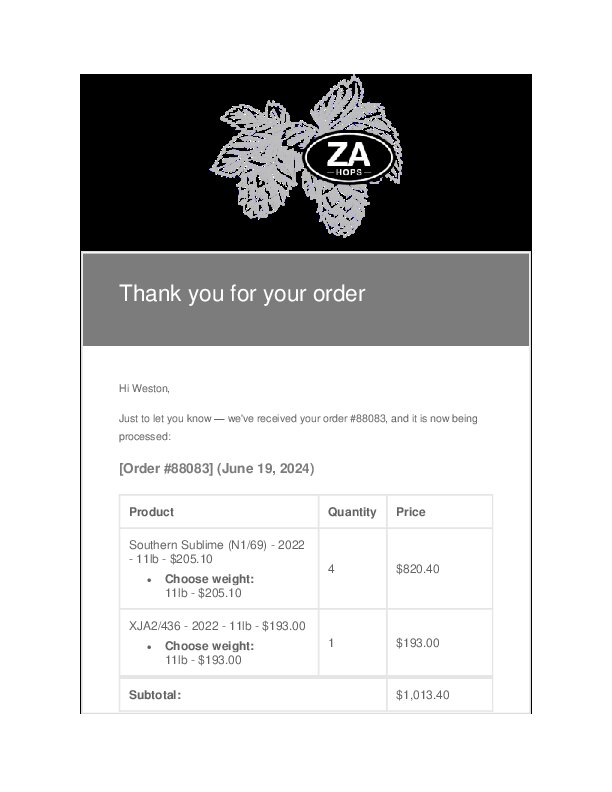 ZA
HOPS
Thank you for your order
Hi Weston,
Just to let you know — we've received your order #88083, and it is now being
processed:
[Order #88083] (June 19, 2024)
Product Quantity Price
Southern Sublime (N1/69) - 2022
- 11lb - $205.10
• Choose weight:
11lb - $205.10
4 $820.40
XJA2/436 - 2022 - 11lb - $193.00
• Choose weight:
11lb - $193.00
1 $193.00
Subtotal: $1,013.40